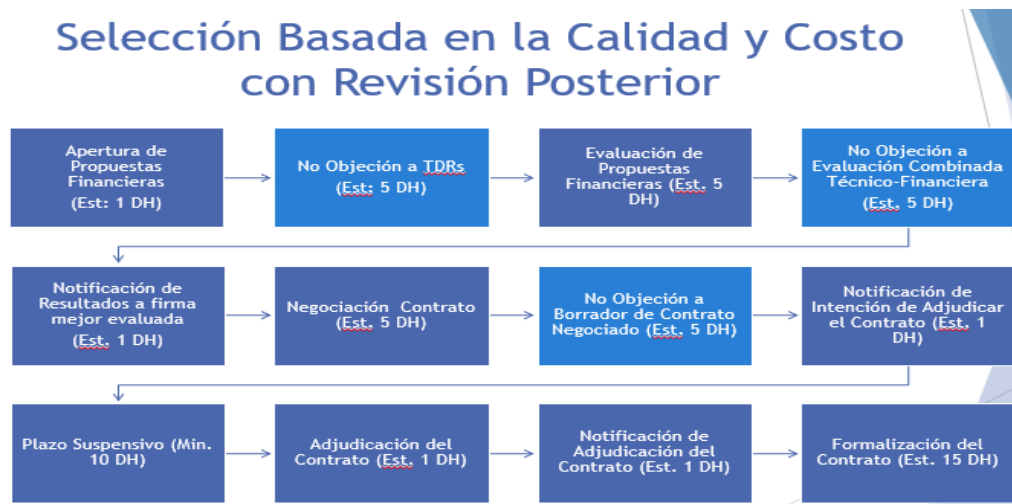 Selección Basada en la Calidad y Costo
con Revisión Posterior
Apertura de
Propuestas
Financieras
(Est: 1 DH)
No Objeción a TDRs
(Est: 5 DH)
Evaluación de
Propuestas
Financieras (Est. 5
DH)
No Objeción a
Evaluación Combinada
Técnico-Financiera
(Est. 5 DH)
Notificación de
Resultados a firma
mejor evaluada
(Est. 1 DH)
Negociación Contrato
(Est. 5 DH)
No Objeción a
Borrador de Contrato
Negociado (Est. 5 DH)
Notificación de
Intención de Adjudicar
el Contrato (Est. 1
DH)
Plazo Suspensivo (Min.
10 DH)
Adjudicación del
Contrato (Est. 1 DH)
Notificación de
Adjudicación del
Contrato (Est. 1 DH)
Formalización del
Contrato (Est. 15 DH)